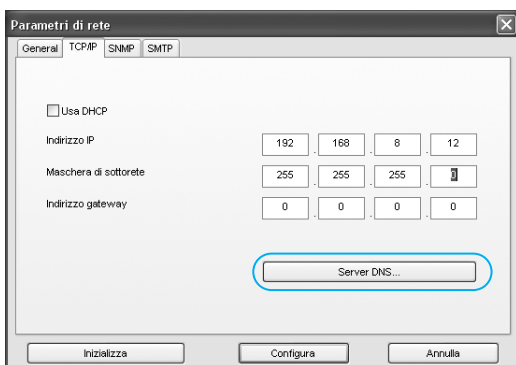 Parametri di rete
General TCP/IP SNMP SMTP
Usa DHCP
Indirizzo IP 192 . 168 . 8 . 12
Maschera di sottorete 255 . 255 . 255 . 0
Indirizzo gateway 0 . 0 . 0 . 0
Server DNS...
Inizializza Configura Annulla